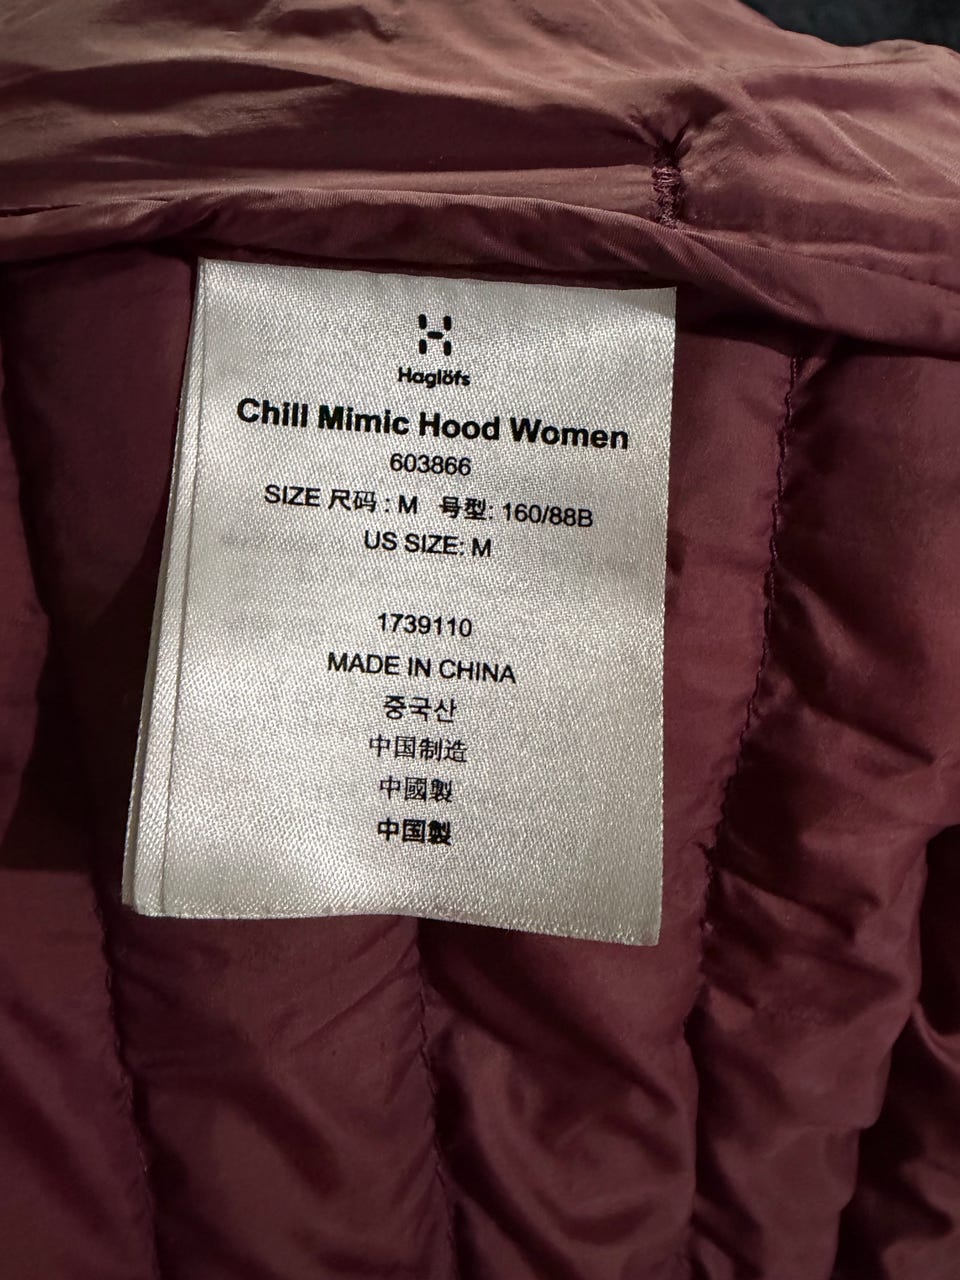 Haglöfs
Chill Mimic Hood Women
603866
SIZE 尺码 : M 号型: 160/88B
US SIZE: M
1739110
MADE IN CHINA
중국산
中国制造
中國製
中国製